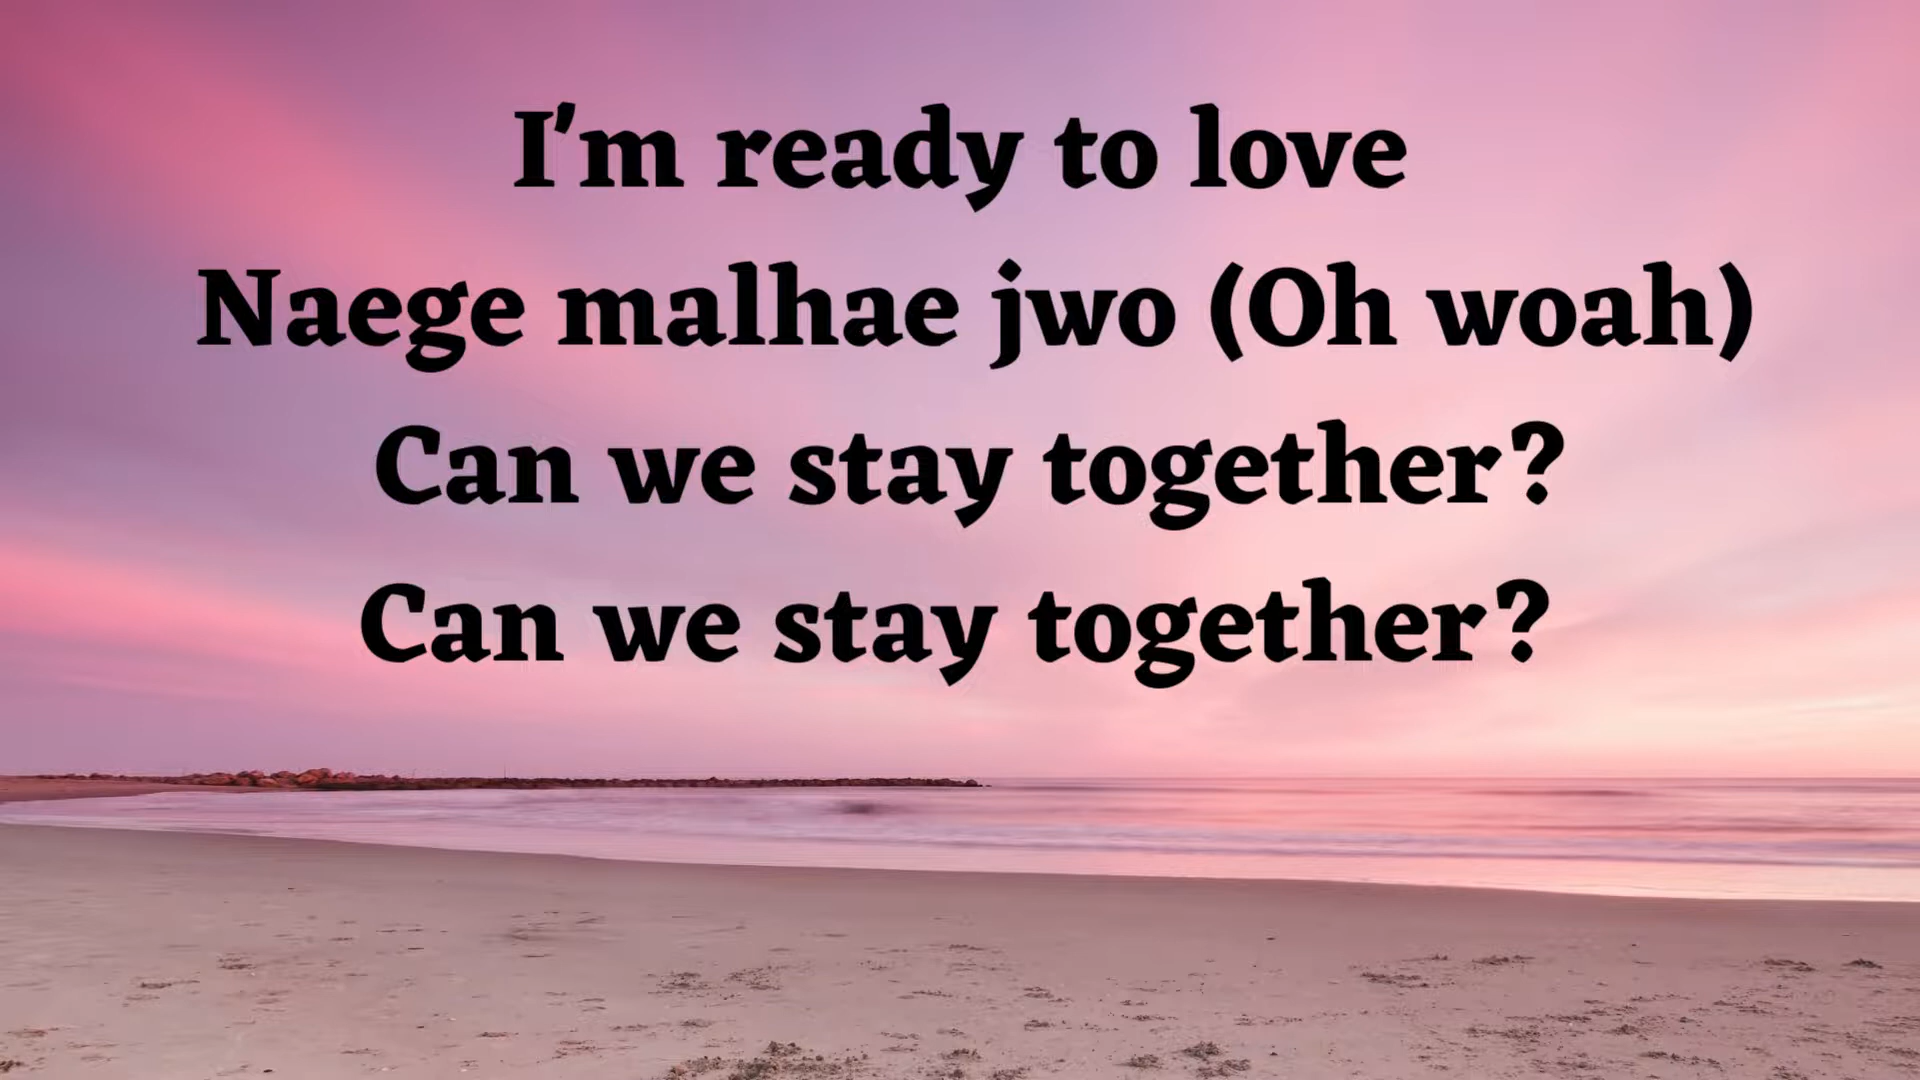 I'm ready to love
Naege malhae jwo (Oh woah)
Can we stay together?
Can we stay together?